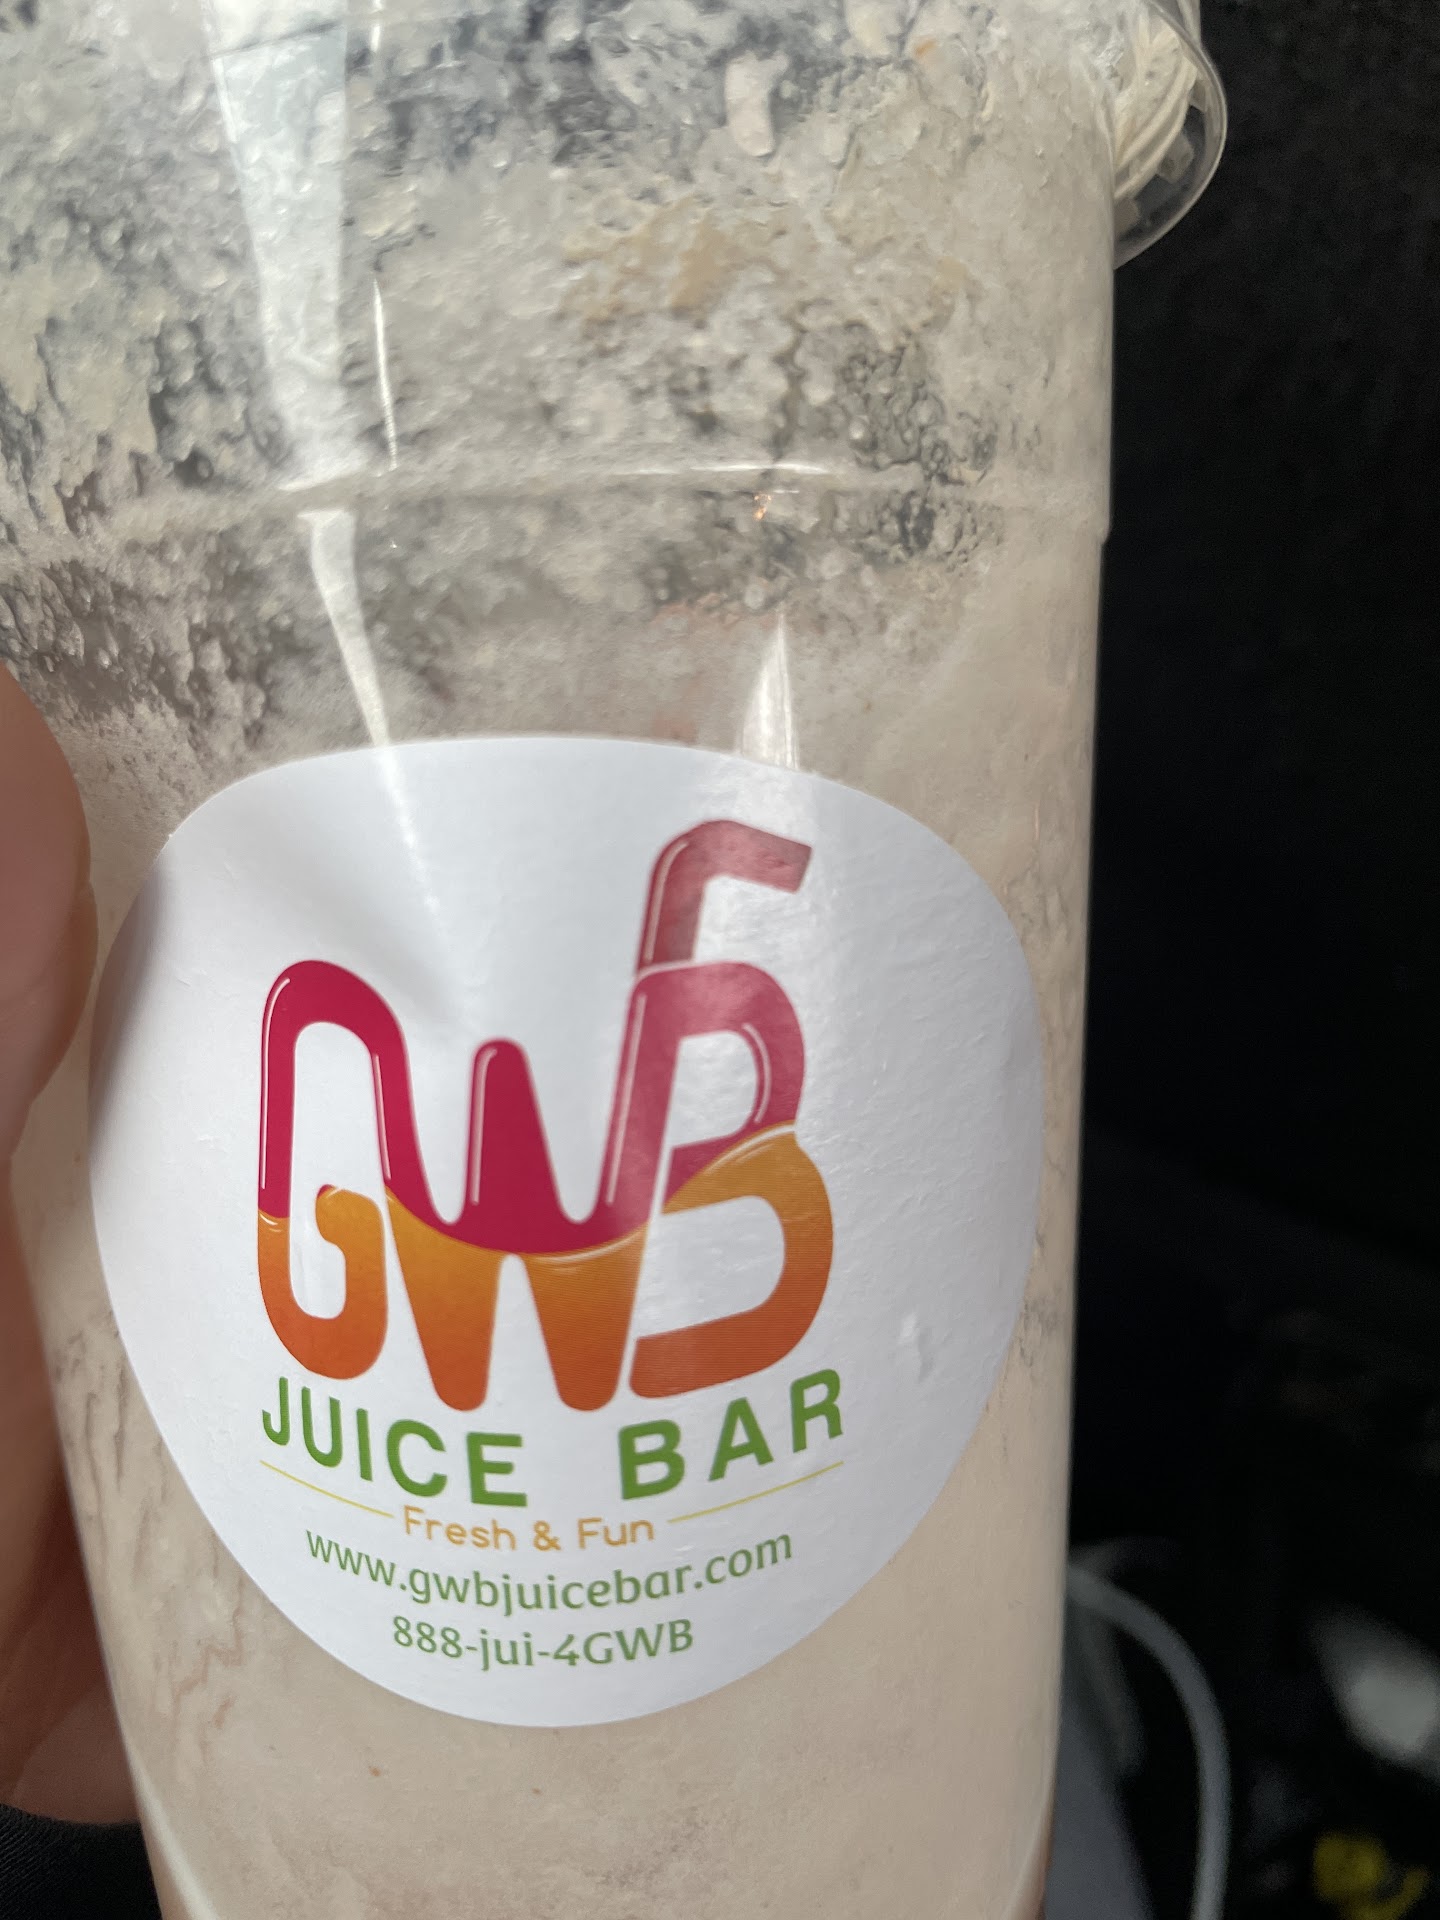 GWB
JUICE BAR
Fresh & Fun
www.gwbjuicebar.com
888-jui-4GWB